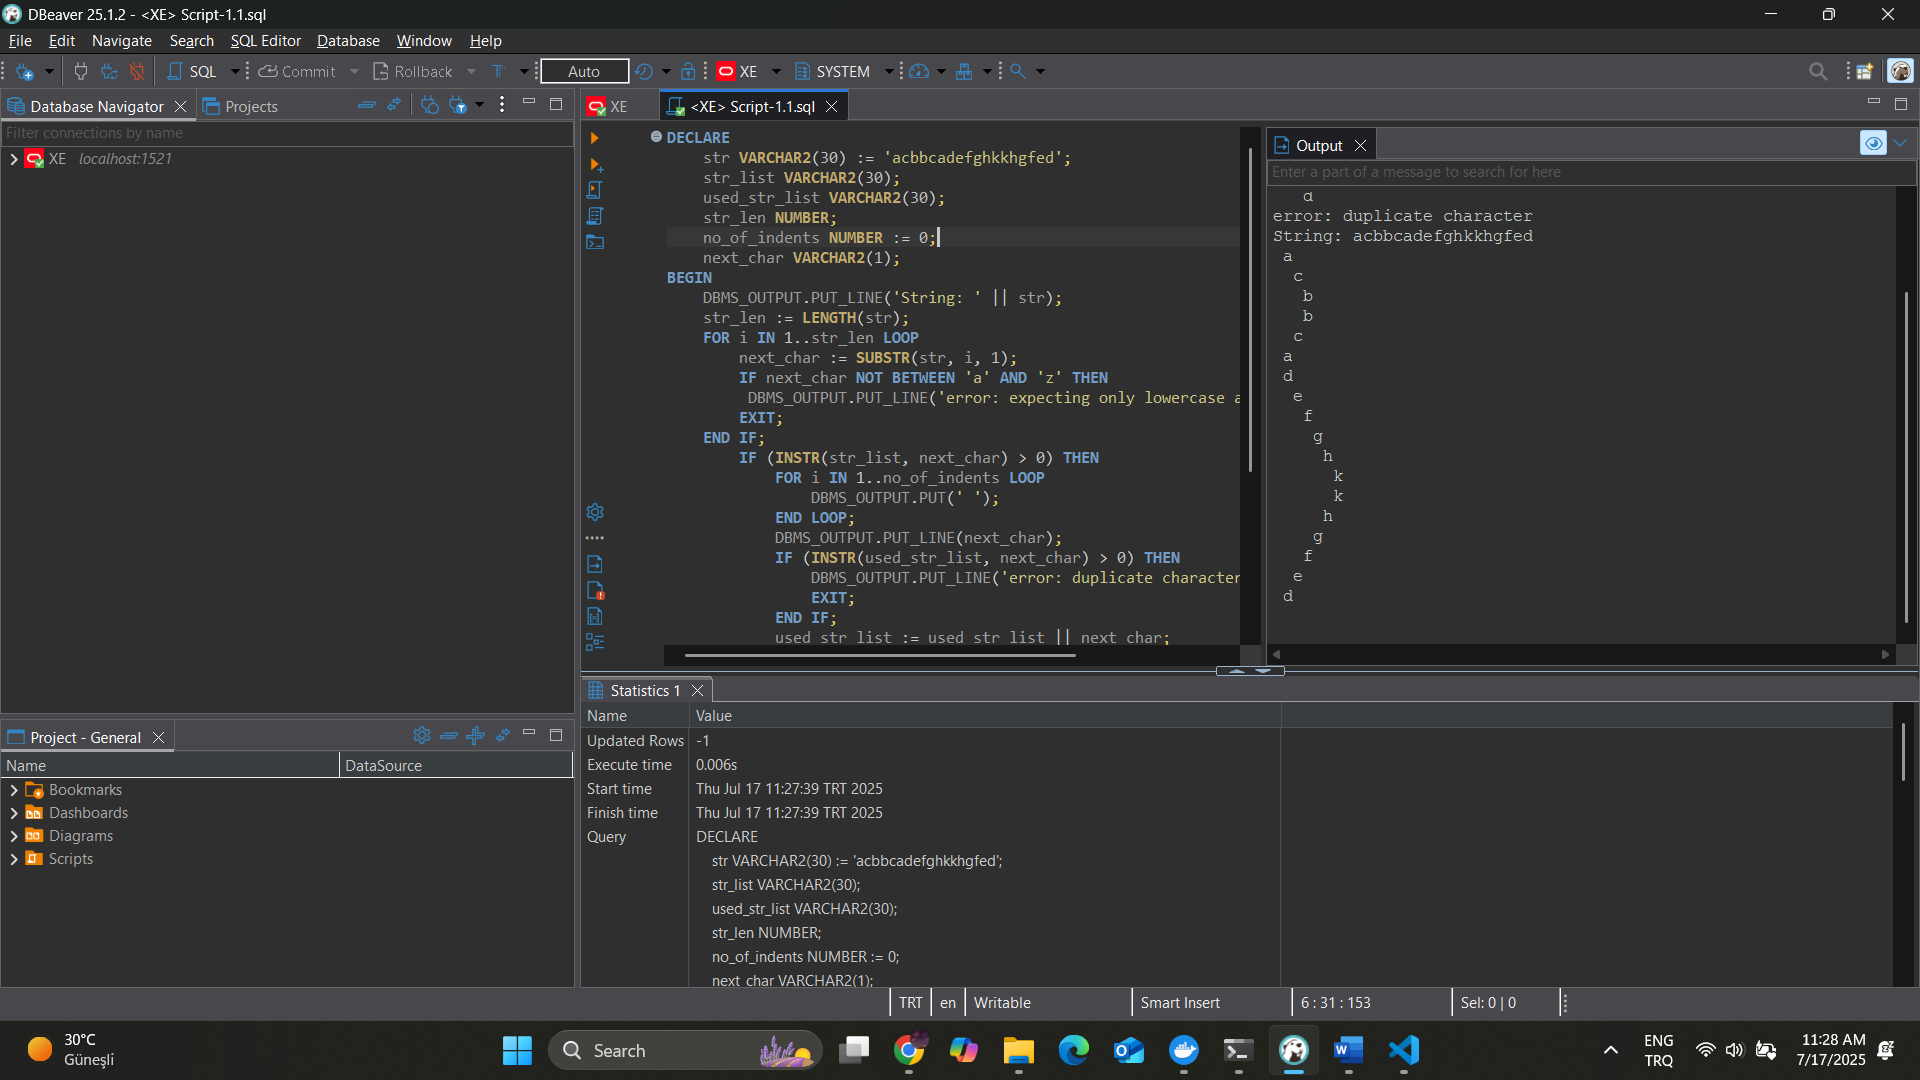 DBeaver 25.1.2 - <XE> Script-1.1.sql
File Edit Navigate Search SQL Editor Database Window Help
SQL Commit Rollback T Auto XE SYSTEM
Database Navigator Projects
Filter connections by name
XE localhost:1521
XE <XE> Script-1.1.sql
DECLARE
str VARCHAR2(30) := 'acbbcadefghkkhgfed';
str_list VARCHAR2(30);
used_str_list VARCHAR2(30);
str_len NUMBER;
no_of_indents NUMBER := 0;
next_char VARCHAR2(1);
BEGIN
DBMS_OUTPUT.PUT_LINE('String: ' || str);
str_len := LENGTH(str);
FOR i IN 1..str_len LOOP
next_char := SUBSTR(str, i, 1);
IF next_char NOT BETWEEN 'a' AND 'z' THEN
DBMS_OUTPUT.PUT_LINE('error: expecting only lowercase a
EXIT;
END IF;
IF (INSTR(str_list, next_char) > 0) THEN
FOR i IN 1..no_of_indents LOOP
DBMS_OUTPUT.PUT(' ');
END LOOP;
DBMS_OUTPUT.PUT_LINE(next_char);
IF (INSTR(used_str_list, next_char) > 0) THEN
DBMS_OUTPUT.PUT_LINE('error: duplicate character
EXIT;
END IF;
used_str_list := used_str_list || next_char;
Output
Enter a part of a message to search for here
d
error: duplicate character
String: acbbcadefghkkhgfed
a
c
b
b
c
a
d
e
f
g
h
k
k
h
g
f
e
d
Statistics 1
Name Value
Updated Rows -1
Execute time 0.006s
Start time Thu Jul 17 11:27:39 TRT 2025
Finish time Thu Jul 17 11:27:39 TRT 2025
Query DECLARE
str VARCHAR2(30) := 'acbbcadefghkkhgfed';
str_list VARCHAR2(30);
used_str_list VARCHAR2(30);
str_len NUMBER;
no_of_indents NUMBER := 0;
next_char VARCHAR2(1);
Project - General
Name DataSource
Bookmarks
Dashboards
Diagrams
Scripts
TRT en Writable Smart Insert 6 : 31 : 153 Sel: 0 | 0
30°C
Güneşli
Search
ENG
TRQ
11:28 AM
7/17/2025